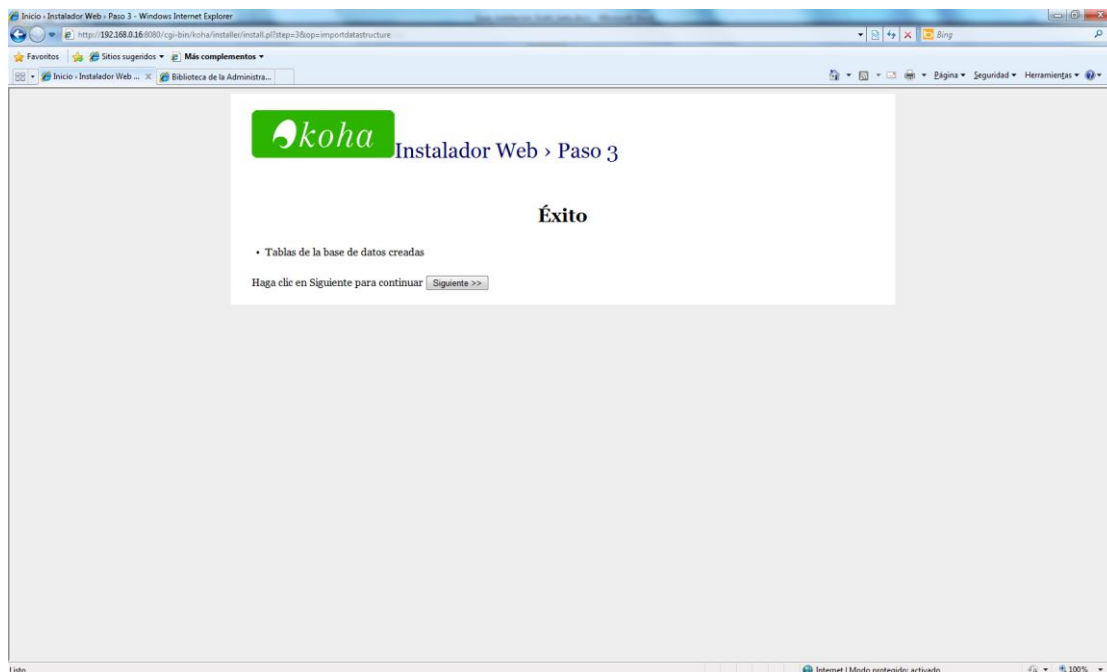 Inicio › Instalador Web › Paso 3 - Windows Internet Explorer
http://192.168.0.16:8080/cgi-bin/koha/installer/install.pl?step=3&op=importdatastructure
Bing
Favoritos
Sitios sugeridos
Más complementos
Inicio › Instalador Web ...
Biblioteca de la Administra...
Página
Seguridad
Herramientas
koha
Instalador Web › Paso 3
Éxito
• Tablas de la base de datos creadas
Haga clic en Siguiente para continuar Siguiente >>
Listo
Internet | Modo protegido: activado
100%